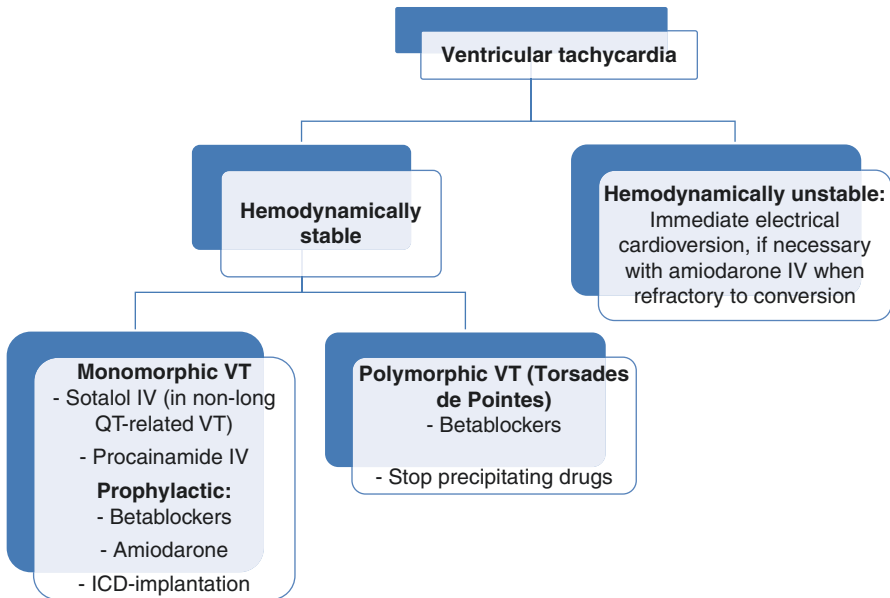 Ventricular tachycardia
Hemodynamically
stable
Hemodynamically unstable:
Immediate electrical
cardioversion, if necessary
with amiodarone IV when
refractory to conversion
Monomorphic VT
- Sotalol IV (in non-long
QT-related VT)
- Procainamide IV
Prophylactic:
- Betablockers
- Amiodarone
- ICD-implantation
Polymorphic VT (Torsades
de Pointes)
- Betablockers
- Stop precipitating drugs